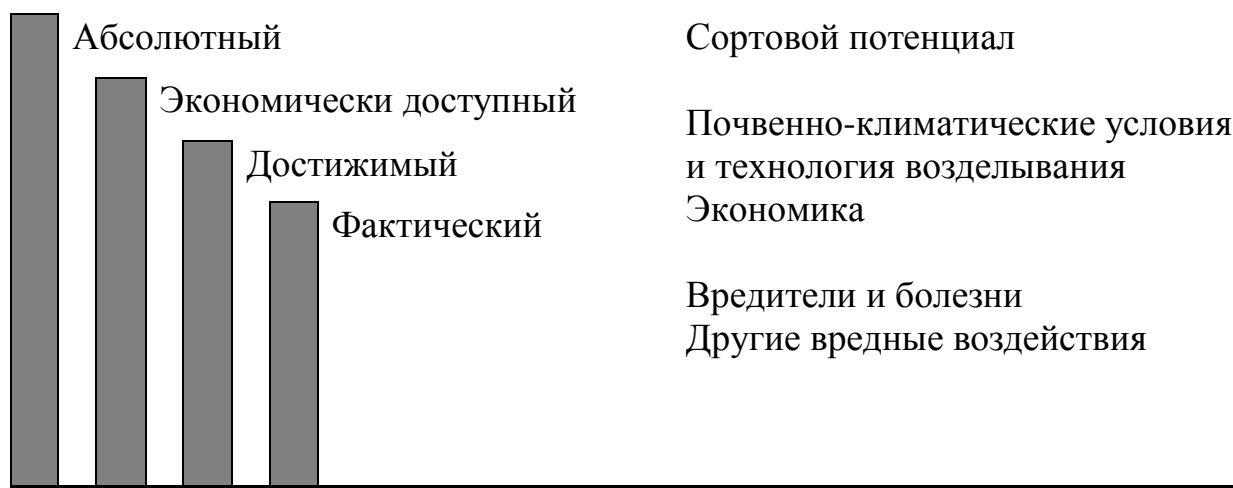 Абсолютный
Экономически доступный
Достижимый
Фактический
Сортовой потенциал
Почвенно-климатические условия
и технология возделывания
Экономика
Вредители и болезни
Другие вредные воздействия